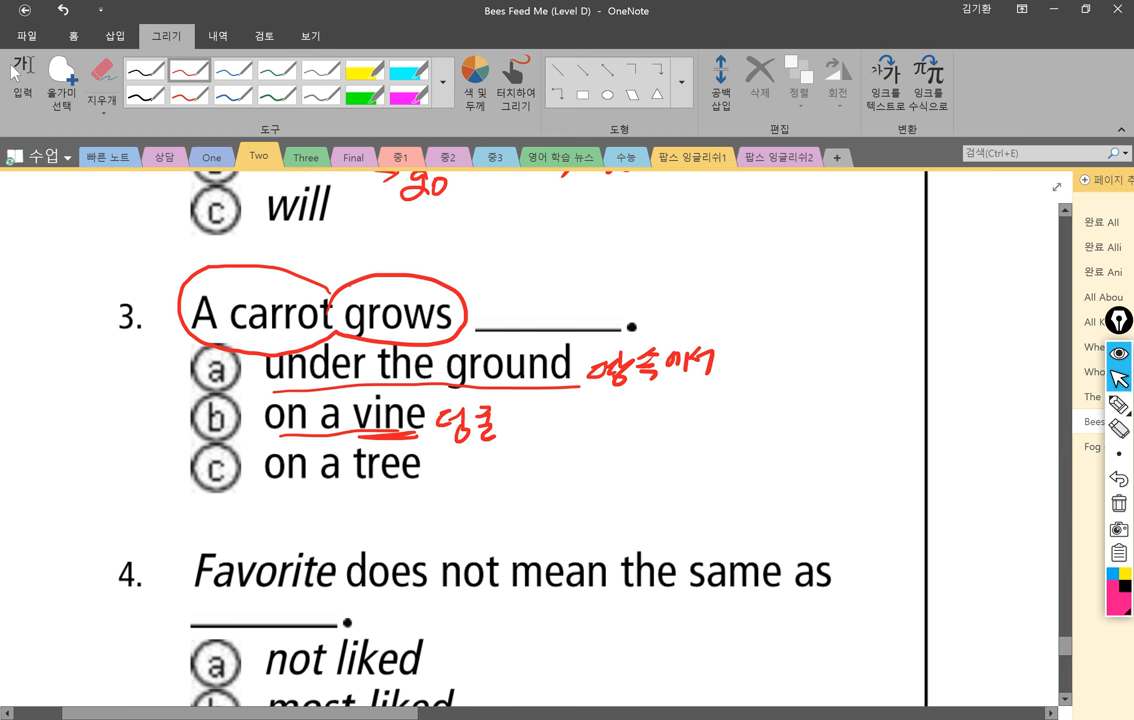 Bees Feed Me (Level D) - OneNote
김기환
파일 홈 삽입 그리기 내역 검토 보기
입력 올가미 선택 지우개 색 및 두께 터치하여 그리기 공백 삽입 삭제 정렬 회전 잉크를 텍스트로 잉크를 수식으로
도구 도형 편집 변환
수업 빠른 노트 상담 One Two Three Final 중1 중2 중3 영어 학습 뉴스 수능 팝스 잉글리쉬1 팝스 잉글리쉬2
검색(Ctrl+E)
페이지 추
완료 All
완료 Alli
완료 Ani
All Abou
All K
Whe
Who
The
Bees
Fog
c will
3. A carrot grows ________.
a under the ground 땅속에서
b on a vine 덩쿨
c on a tree
4. Favorite does not mean the same as
________.
a not liked
b most liked